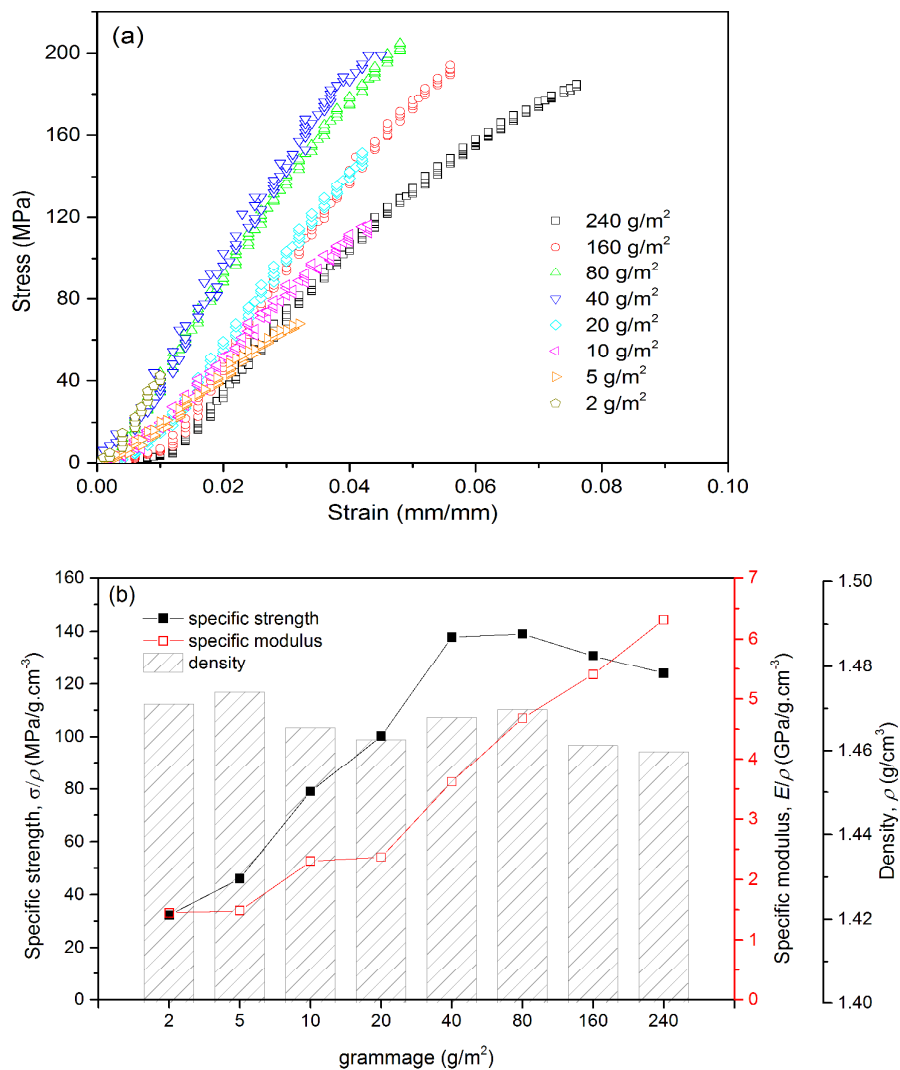 (a)
200
160
120
80
40
0
Stress (MPa)
0.00
0.02
0.04
0.06
0.08
0.10
Strain (mm/mm)
240 g/m²
160 g/m²
80 g/m²
40 g/m²
20 g/m²
10 g/m²
5 g/m²
2 g/m²
(b)
specific strength
specific modulus
density
160
140
120
100
80
60
40
20
0
Specific strength, σ/ρ (MPa/g.cm⁻³)
2
5
10
20
40
80
160
240
grammage (g/m²)
7
6
5
4
3
2
1
0
Specific modulus, E/ρ (GPa/g.cm⁻³)
1.50
1.48
1.46
1.44
1.42
1.40
Density, ρ (g/cm³)